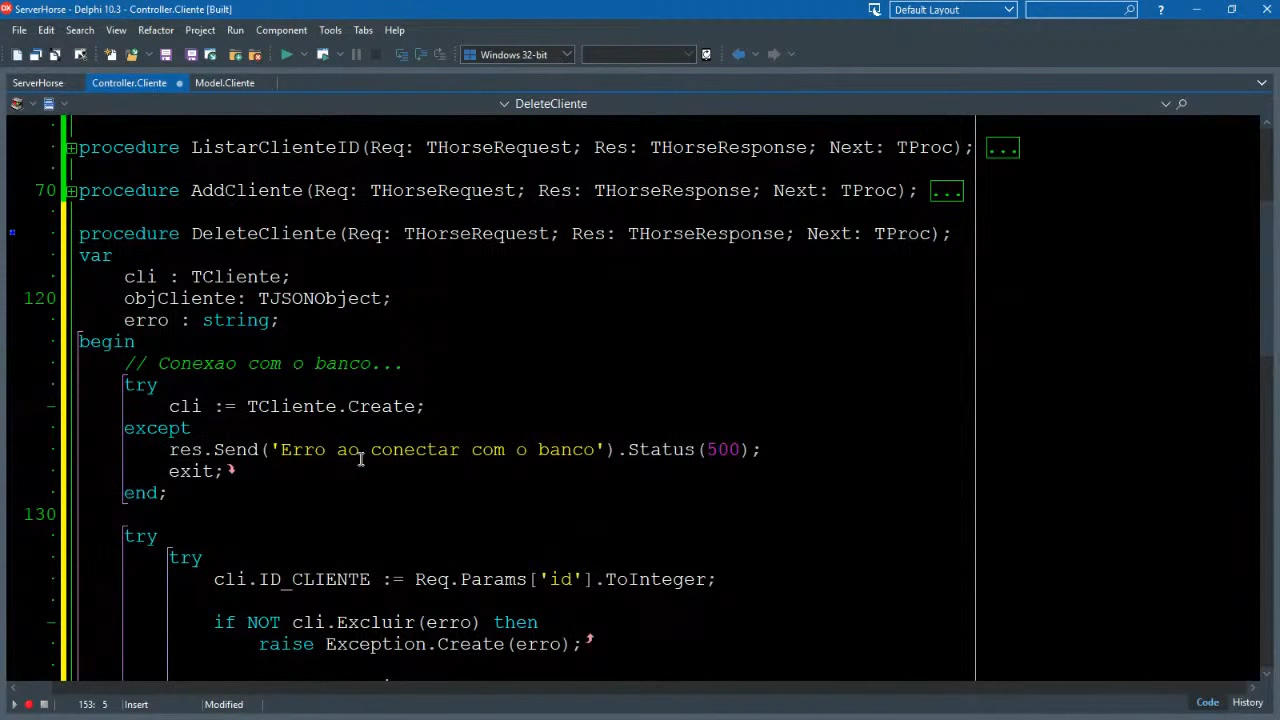 ServerHorse - Delphi 10.3 - Controller.Cliente [Built]
Default Layout
File Edit Search View Refactor Project Run Component Tools Tabs Help
Windows 32-bit
ServerHorse Controller.Cliente Model.Cliente
DeleteCliente
procedure ListarClienteID(Req: THorseRequest; Res: THorseResponse; Next: TProc); ...
70 procedure AddCliente(Req: THorseRequest; Res: THorseResponse; Next: TProc); ...
procedure DeleteCliente(Req: THorseRequest; Res: THorseResponse; Next: TProc);
var
cli : TCliente;
120 objCliente: TJSONObject;
erro : string;
begin
// Conexao com o banco...
try
cli := TCliente.Create;
except
res.Send('Erro ao conectar com o banco').Status(500);
exit;
end;
130
try
try
cli.ID_CLIENTE := Req.Params['id'].ToInteger;
if NOT cli.Excluir(erro) then
raise Exception.Create(erro);
153: 5 Insert Modified Code History